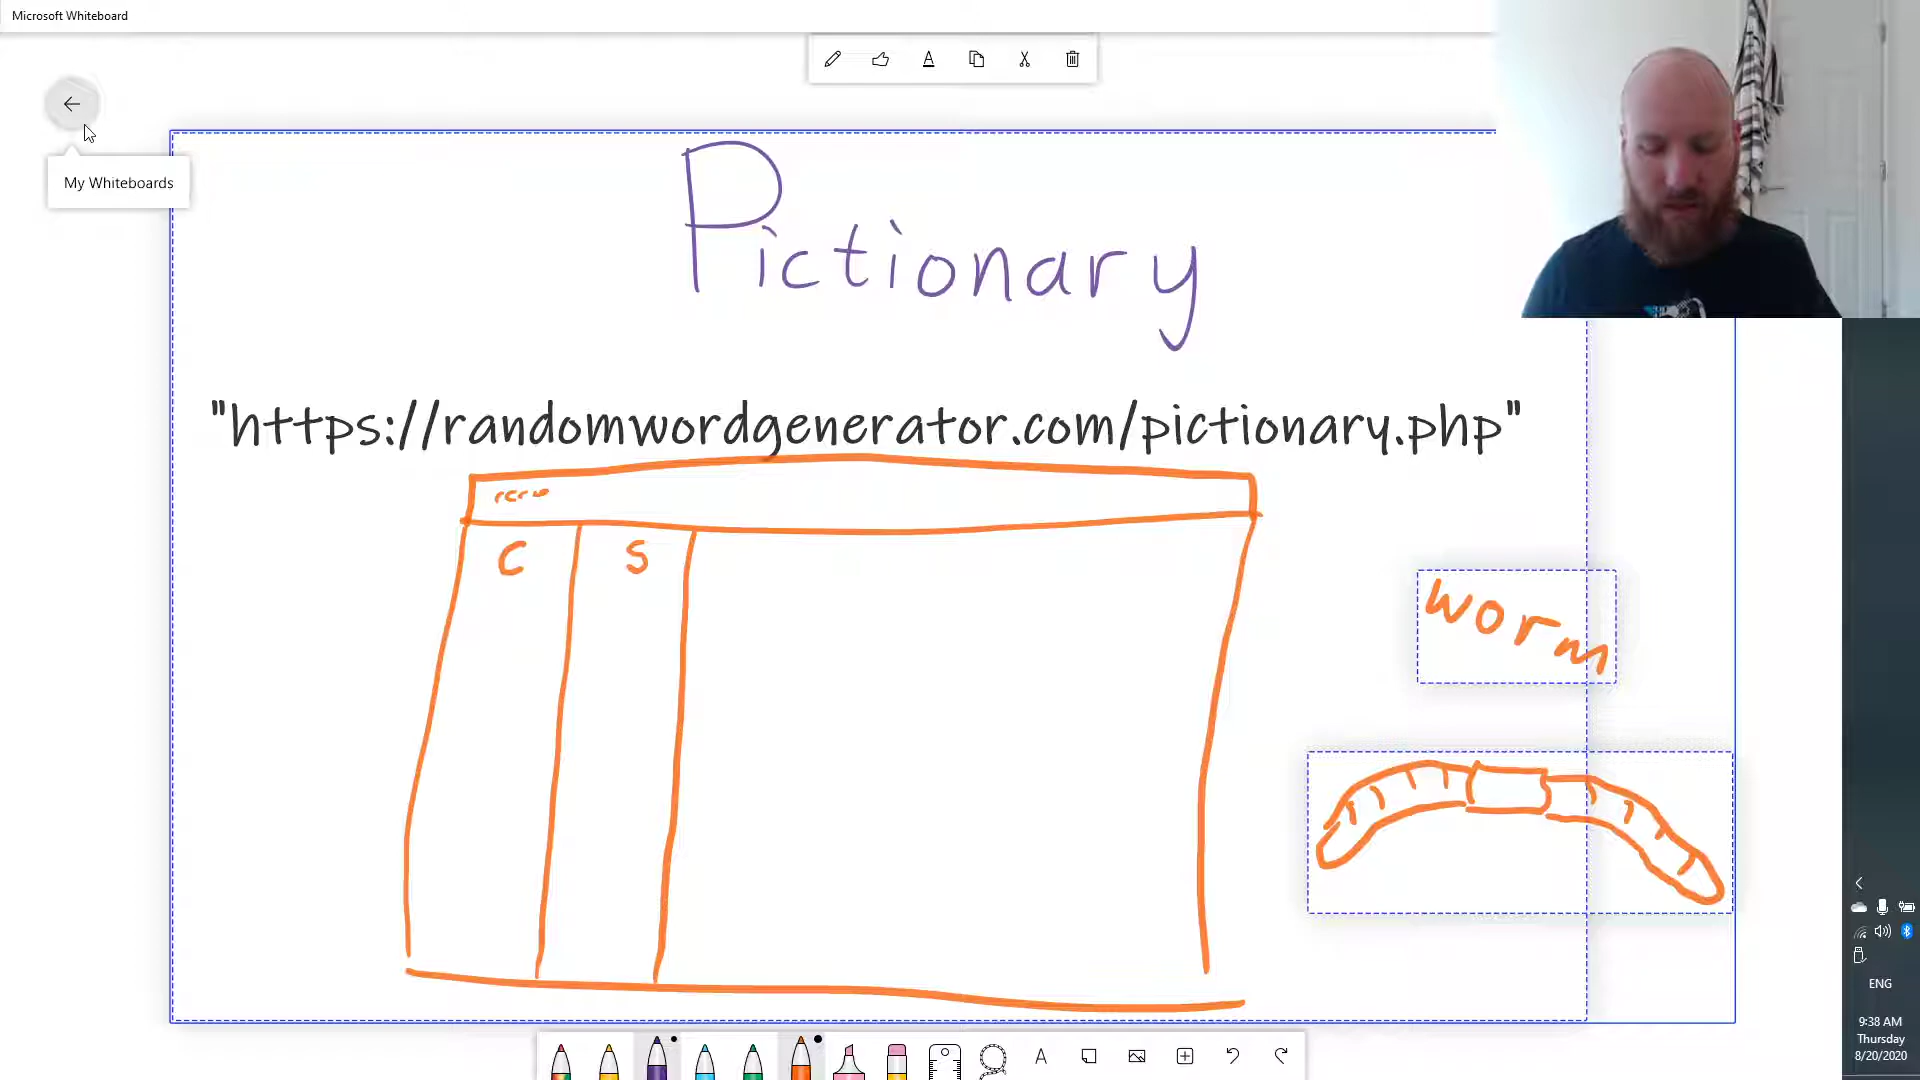 Microsoft Whiteboard
My Whiteboards
Pictionary
"https://randomwordgenerator.com/pictionary.php"
C S
worm
ENG
9:38 AM
Thursday
8/20/2020